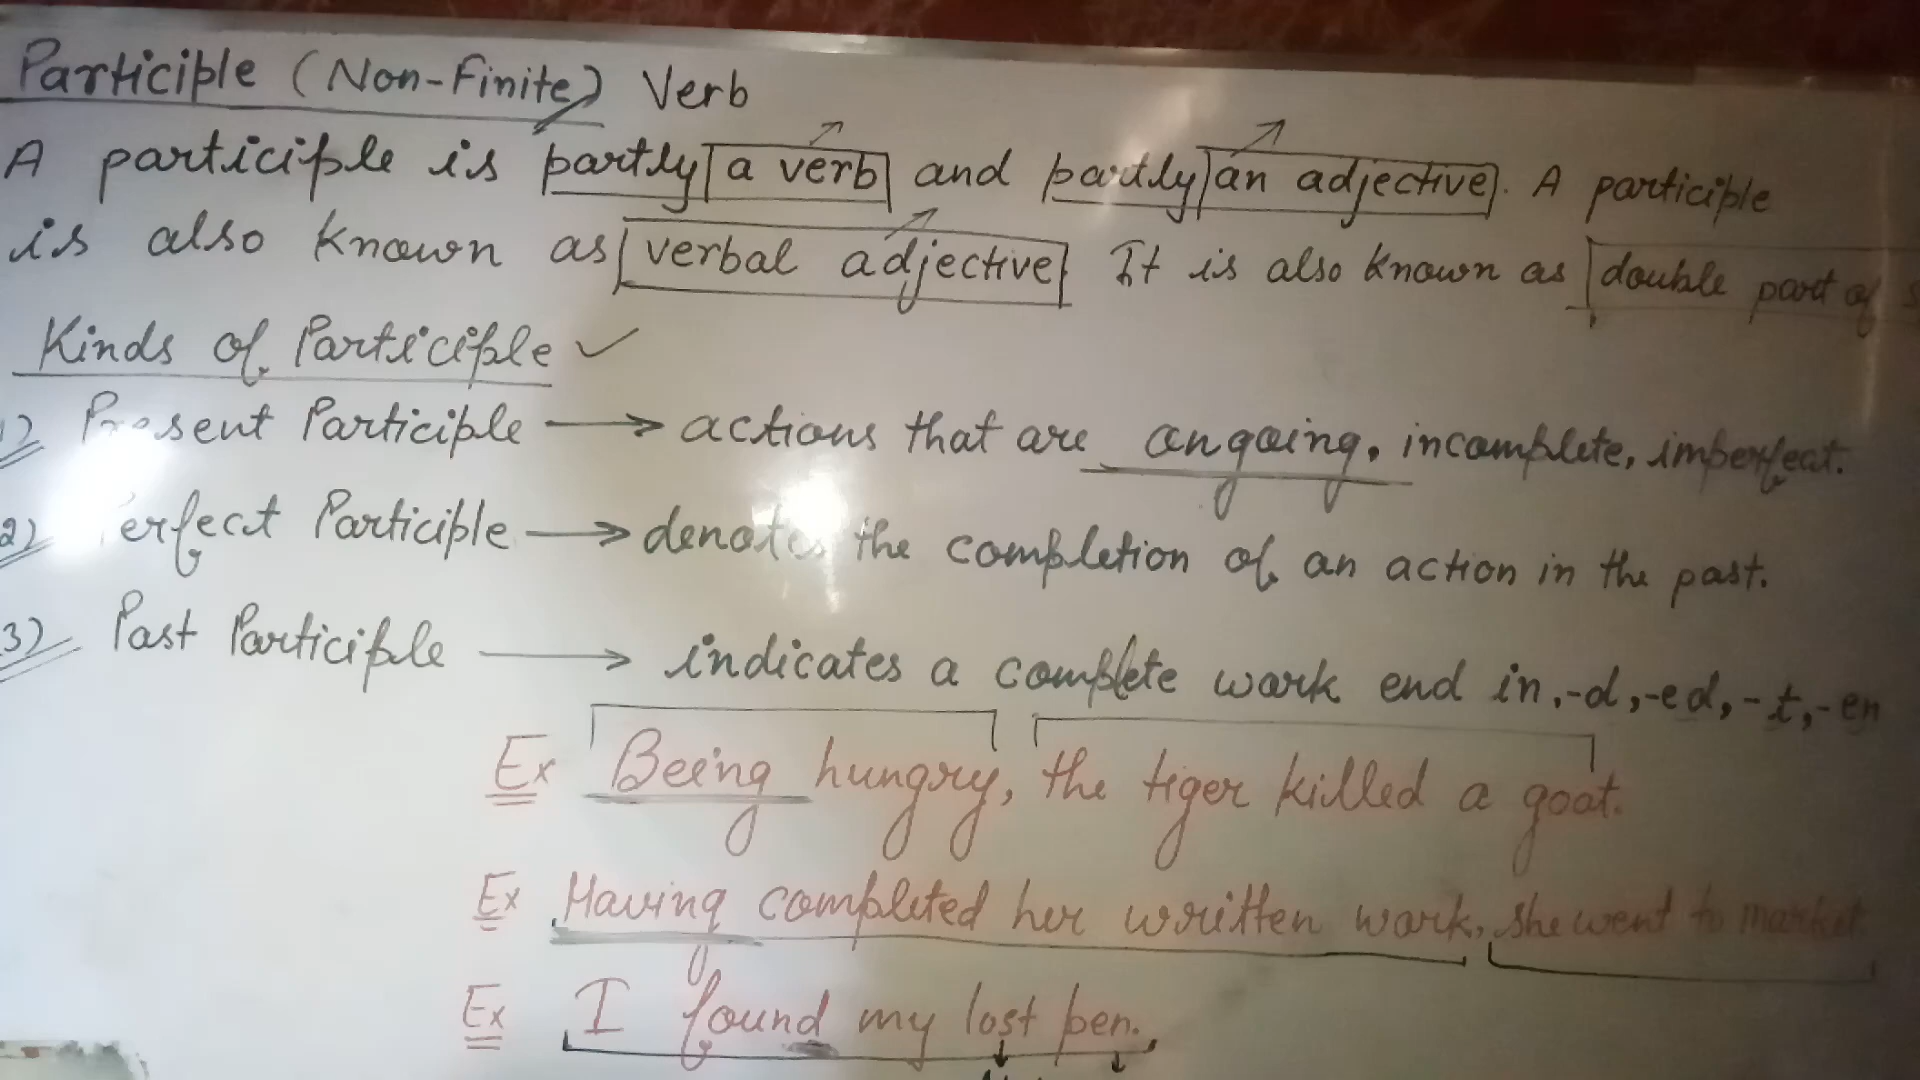 Participle (Non-Finite) Verb
A participle is partly a verb and partly an adjective. A participle
is also known as verbal adjective It is also known as double part of
Kinds of Participle ✓
1) Present Participle → actions that are ongoing, incomplete, imperfect.
2) Perfect Participle → denotes the completion of an action in the past.
3) Past Participle → indicates a complete work end in,-d,-ed,-t,-en
Ex Being hungry, the tiger killed a goat.
Ex Having completed her written work, she went to market.
Ex I found my lost pen.